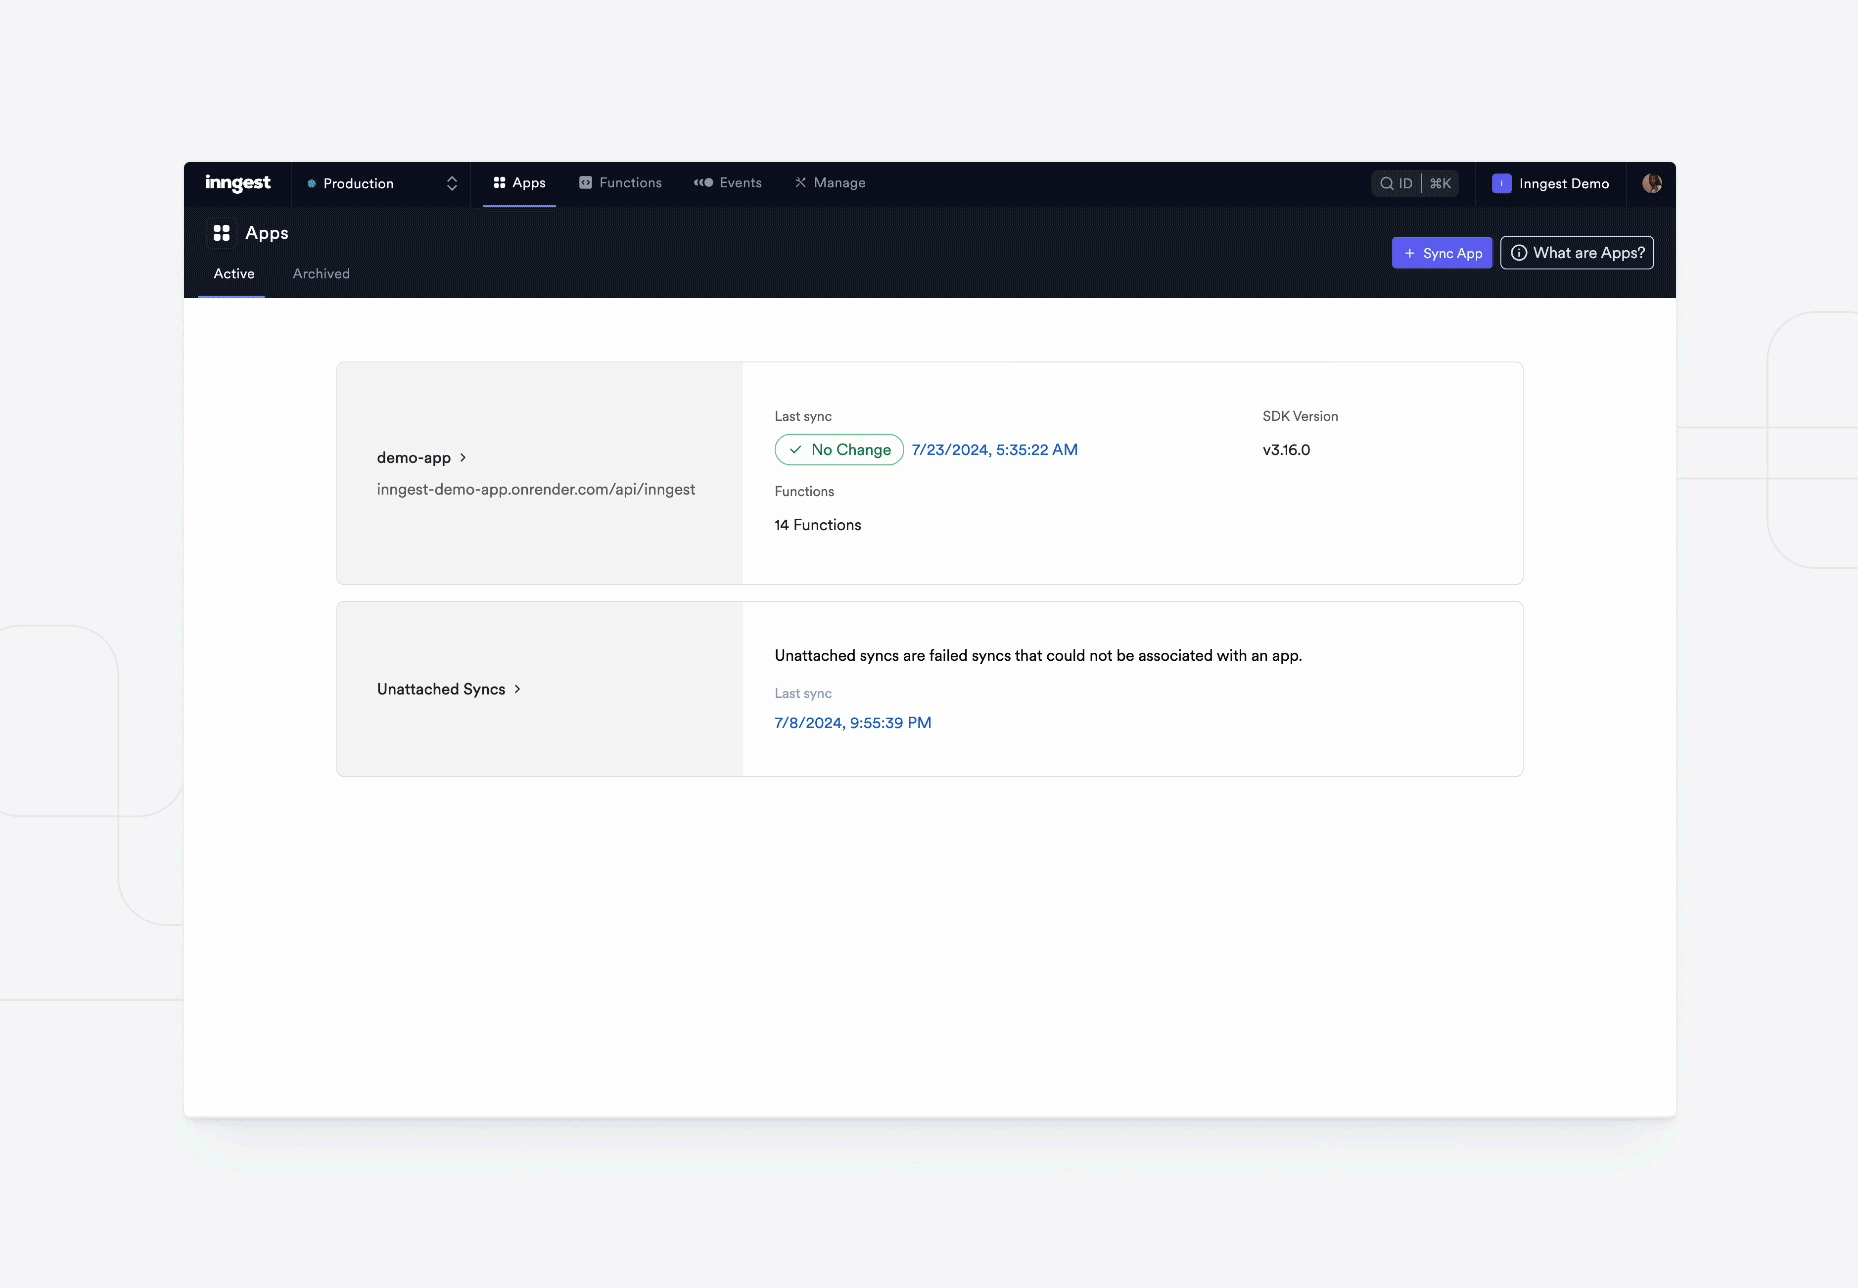 inngest
Production
Apps
Functions
Events
Manage
ID
⌘K
Inngest Demo
Apps
+ Sync App
What are Apps?
Active
Archived
Last sync
SDK Version
demo-app
No Change
7/23/2024, 5:35:22 AM
v3.16.0
inngest-demo-app.onrender.com/api/inngest
Functions
14 Functions
Unattached syncs are failed syncs that could not be associated with an app.
Unattached Syncs
Last sync
7/8/2024, 9:55:39 PM